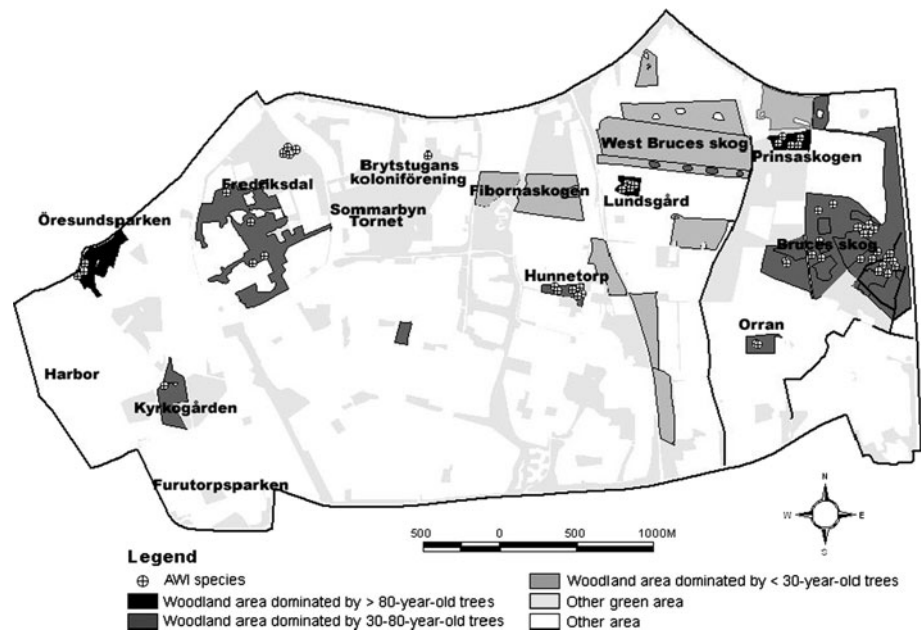 West Bruces skog
Prinsaskogen
Brytstugans
koloniförening
Fredriksdal
Fibornaskogen
Lundsgård
Öresundsparken
Sommarbyn
Tornet
Bruces skog
Hunnetorp
Orran
Harbor
Kyrkogården
Furutorpsparken
N
W E
S
500 0 500 1000M
Legend
AWI species
Woodland area dominated by > 80-year-old trees
Woodland area dominated by 30-80-year-old trees
Woodland area dominated by < 30-year-old trees
Other green area
Other area